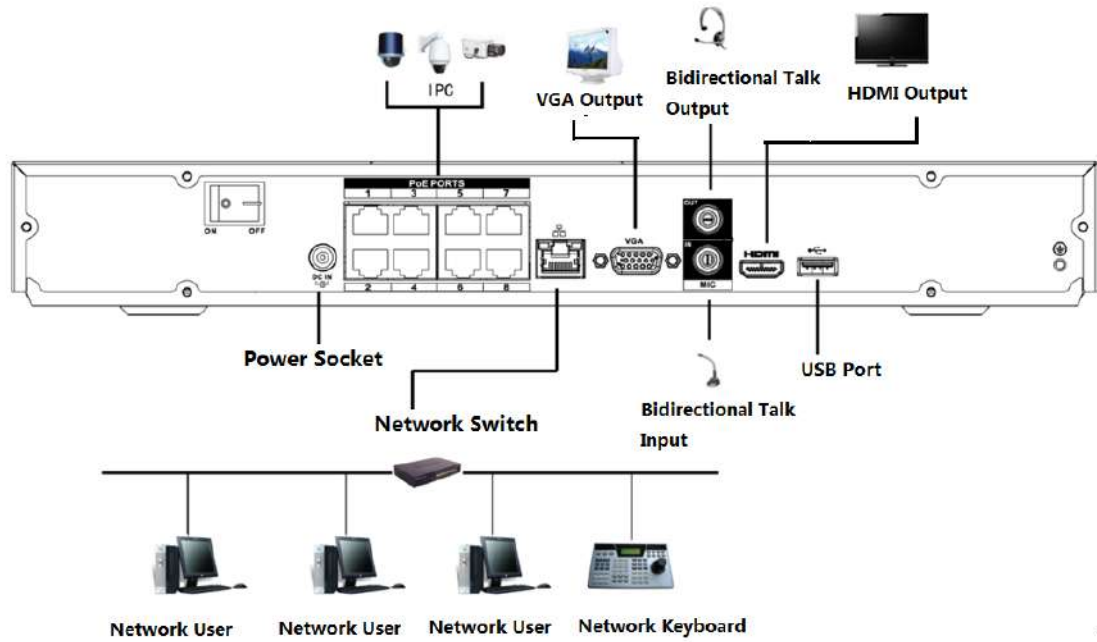 IPC
VGA Output
Bidirectional Talk
Output
HDMI Output
PoE PORTS
1 3 5 7
ON OFF
DC IN
2 4 6 8
VGA
OUT
IN
MIC
HDMI
Power Socket
Network Switch
Bidirectional Talk
Input
USB Port
Network User
Network User
Network User
Network Keyboard